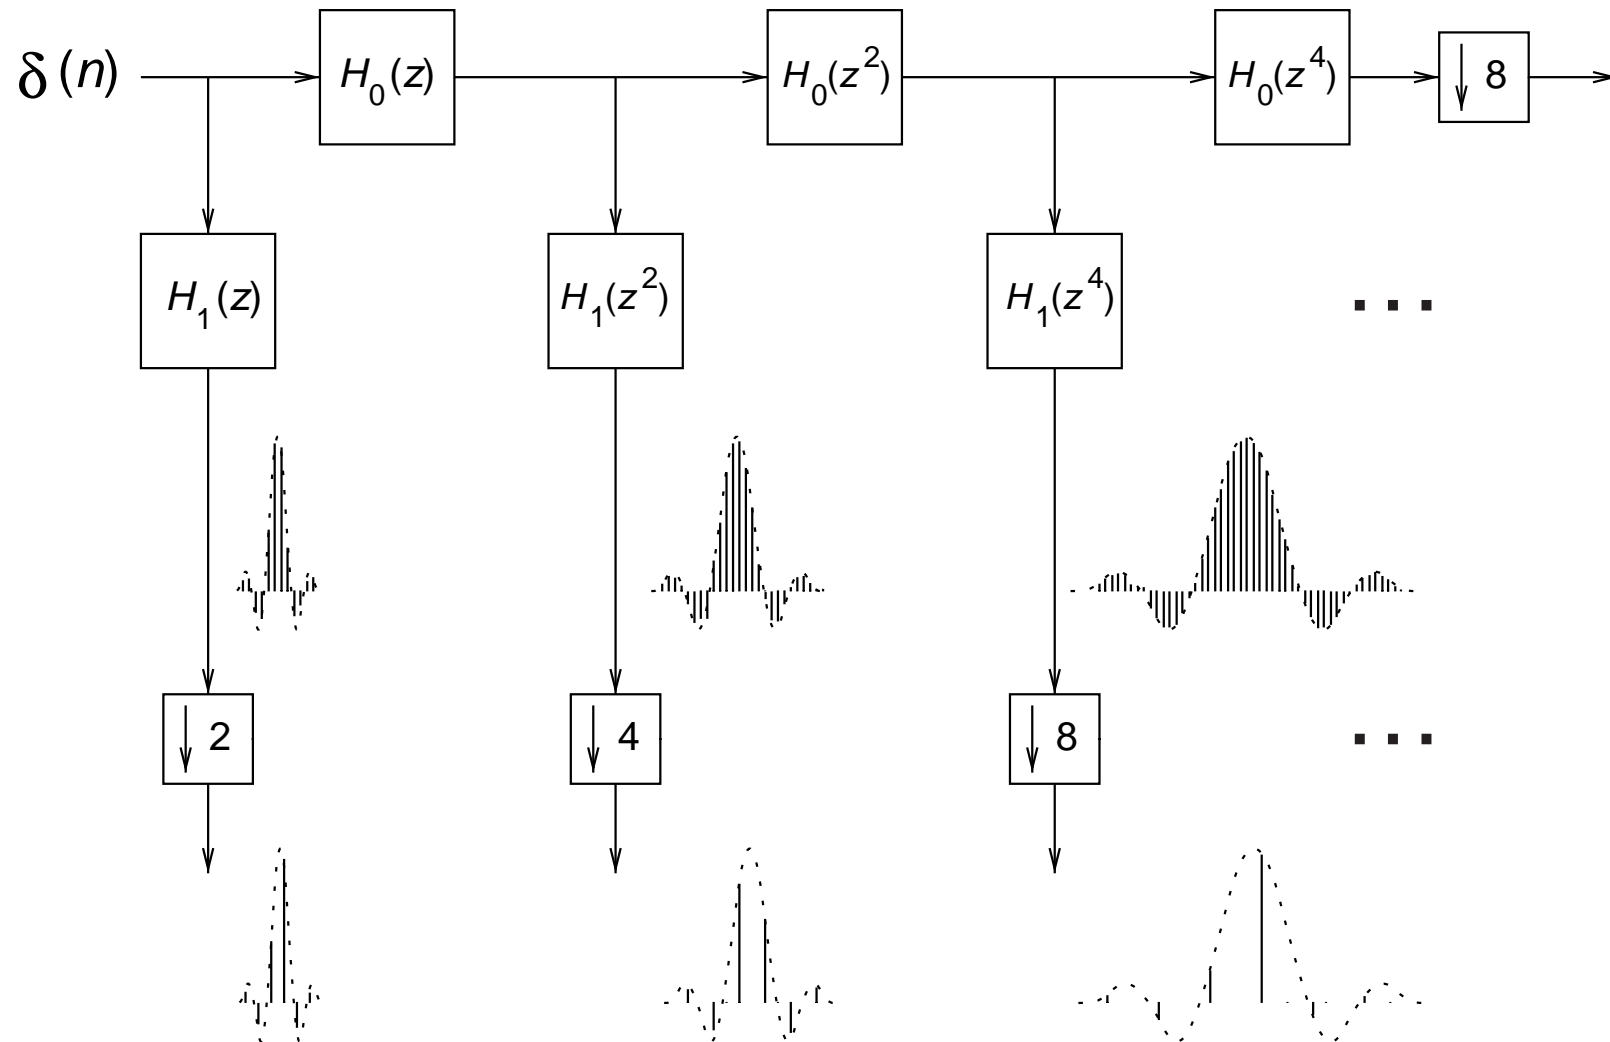 δ(n)
H₀(z)
H₀(z²)
H₀(z⁴)
↓ 8
H₁(z)
H₁(z²)
H₁(z⁴)
...
↓ 2
↓ 4
↓ 8
...